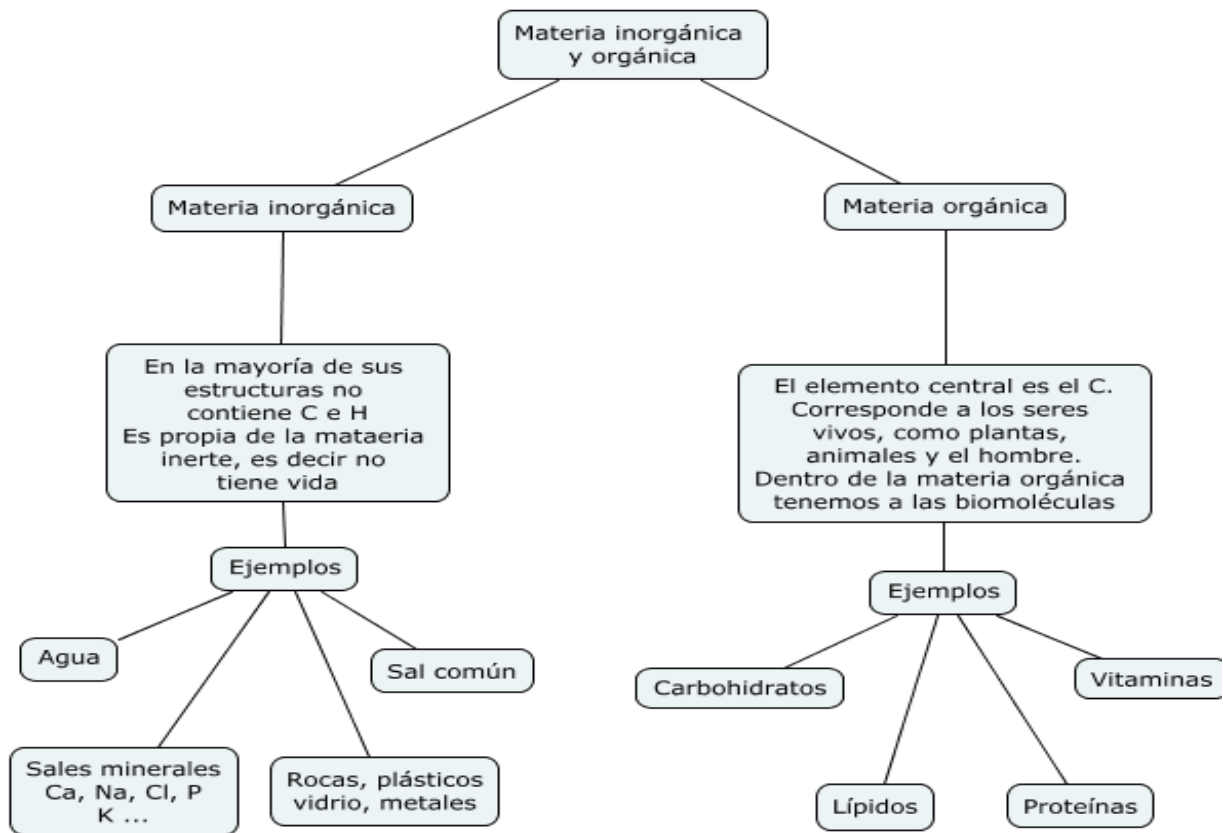 Materia inorgánica
y orgánica
Materia inorgánica
Materia orgánica
En la mayoría de sus
estructuras no
contiene C e H
Es propia de la mataeria
inerte, es decir no
tiene vida
El elemento central es el C.
Corresponde a los seres
vivos, como plantas,
animales y el hombre.
Dentro de la materia orgánica
tenemos a las biomoléculas
Ejemplos
Ejemplos
Agua
Sal común
Carbohidratos
Vitaminas
Sales minerales
Ca, Na, Cl, P
K ...
Rocas, plásticos
vidrio, metales
Lípidos
Proteínas